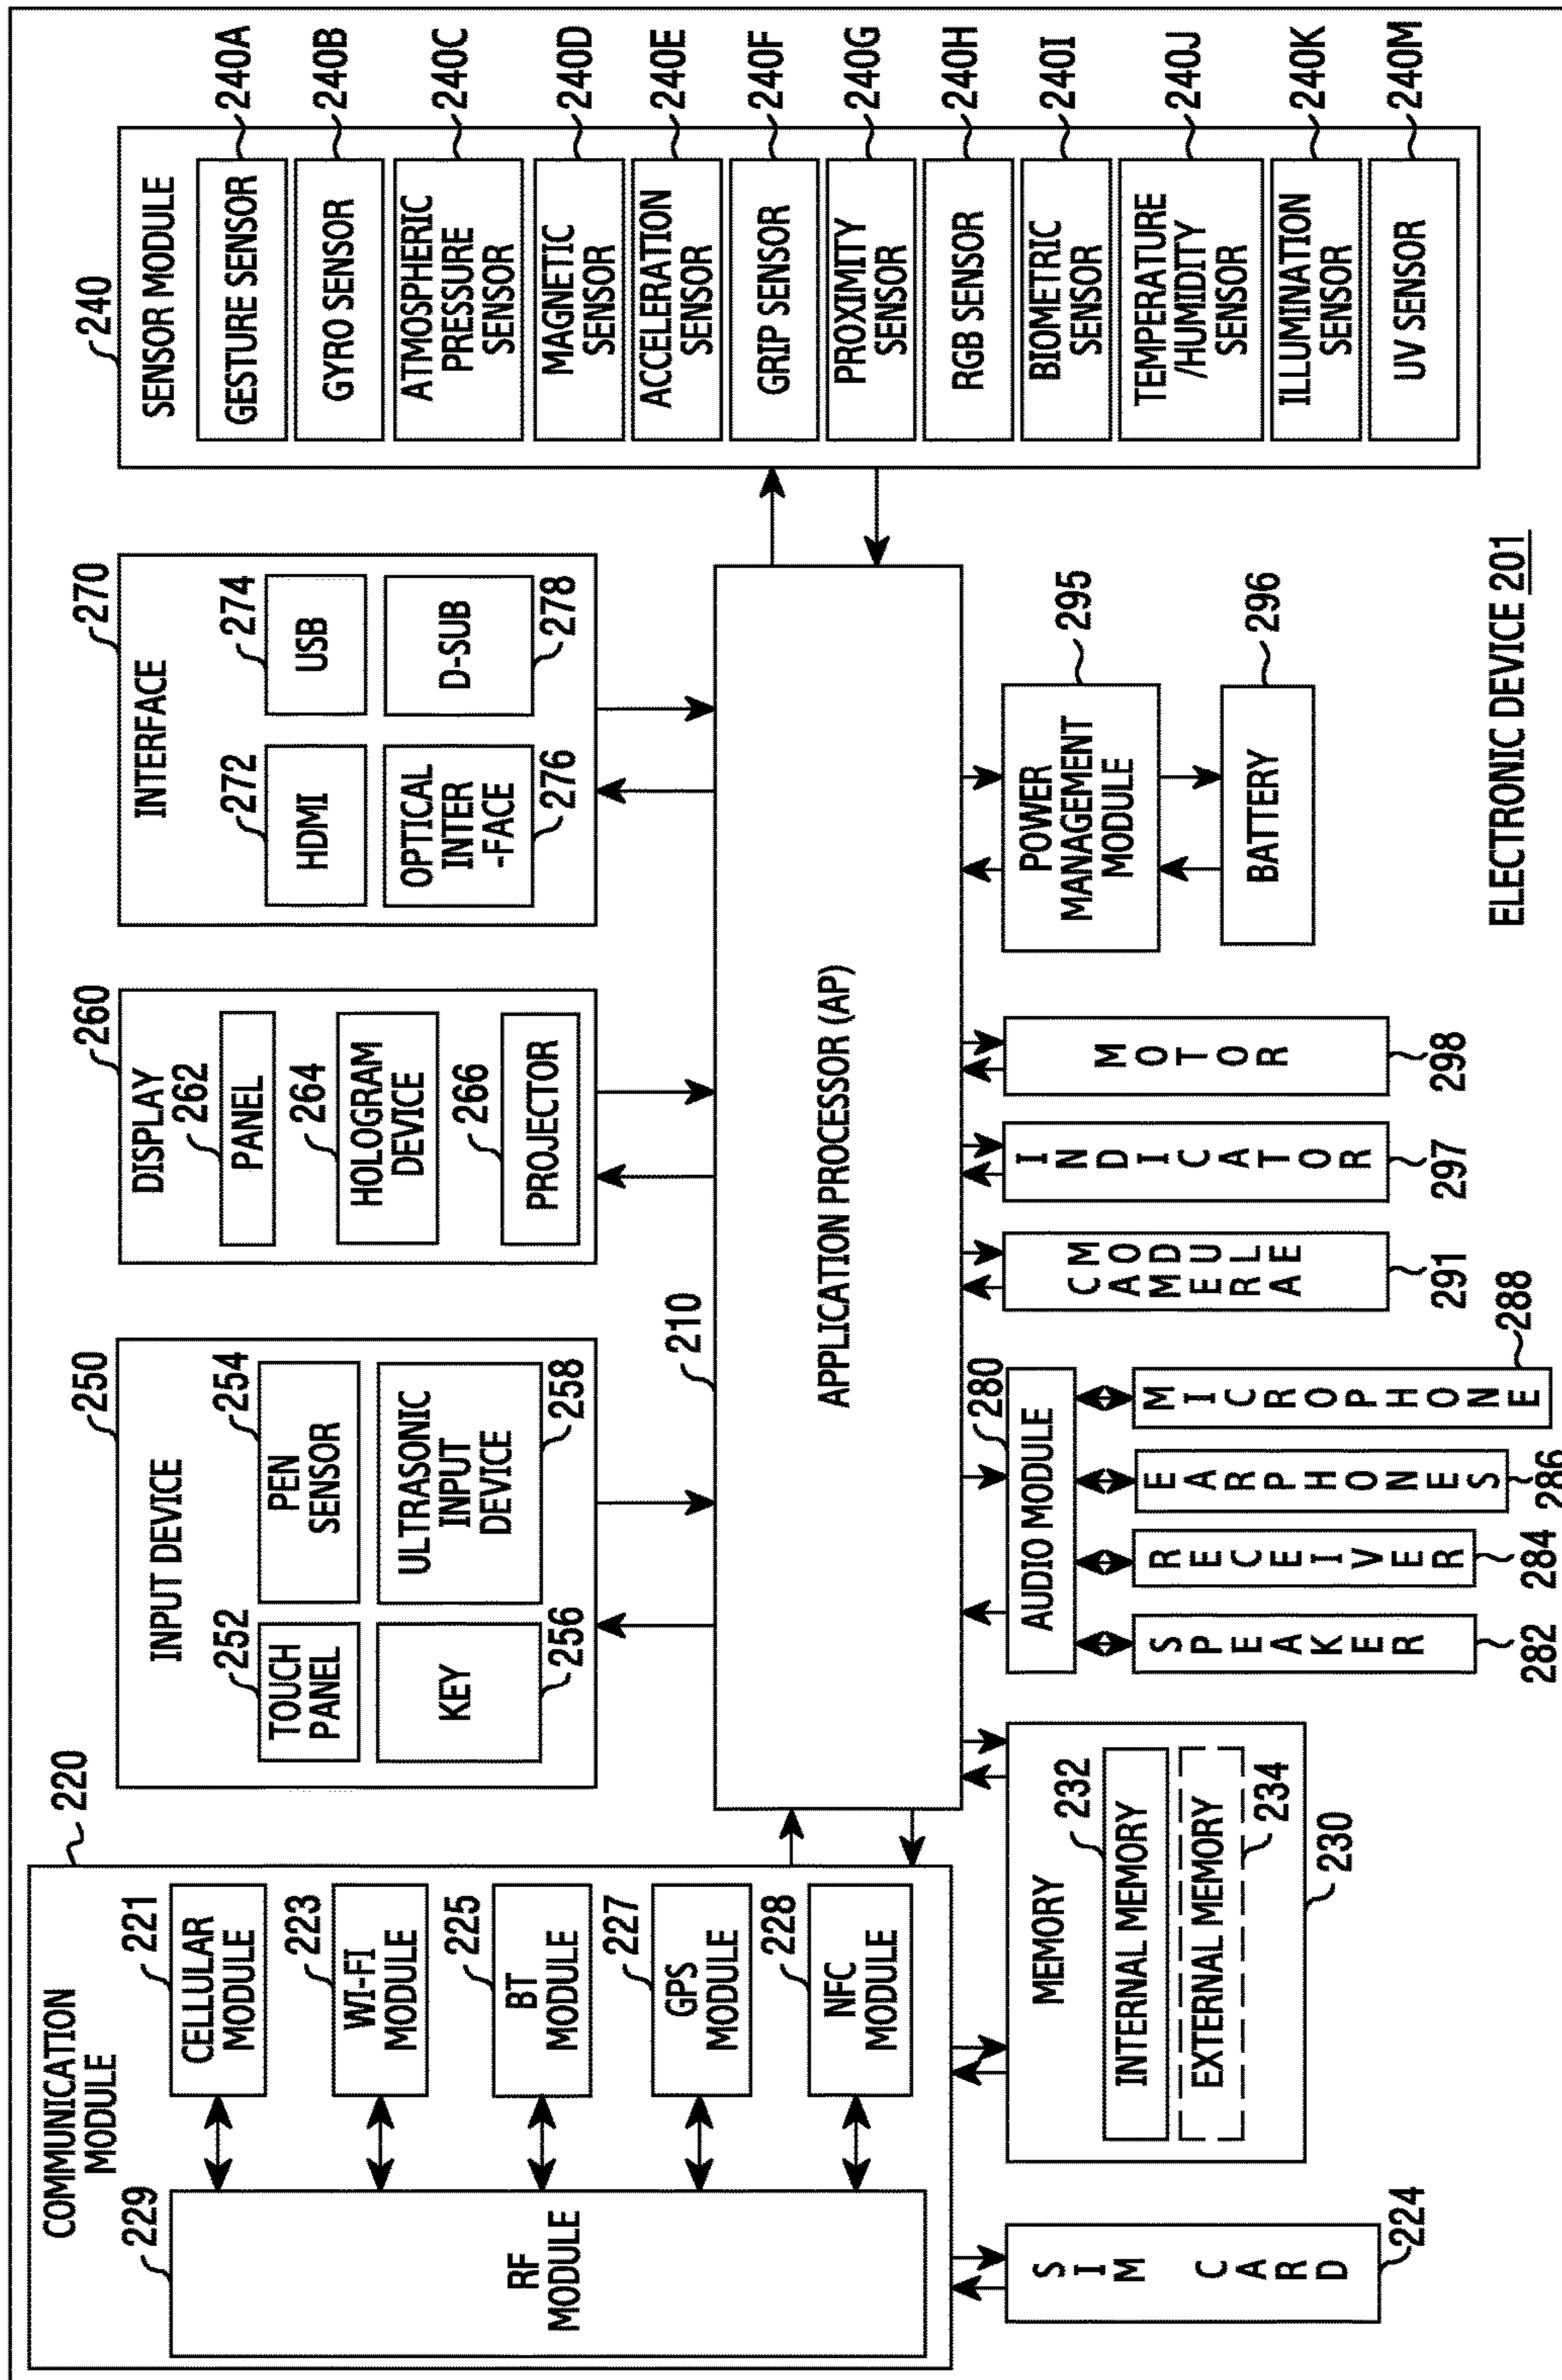 COMMUNICATION
MODULE
220
229
RF
MODULE
221
CELLULAR
MODULE
223
WI-FI
MODULE
225
BT
MODULE
227
GPS
MODULE
228
NFC
MODULE
250
INPUT DEVICE
252
TOUCH
PANEL
254
PEN
SENSOR
KEY
256
ULTRASONIC
INPUT
DEVICE
258
260
DISPLAY
262
PANEL
264
HOLOGRAM
DEVICE
266
PROJECTOR
270
INTERFACE
272
HDMI
274
USB
OPTICAL
INTER
-FACE
276
D-SUB
278
240
SENSOR MODULE
GESTURE SENSOR
240A
GYRO SENSOR
240B
ATMOSPHERIC
PRESSURE
SENSOR
240C
MAGNETIC
SENSOR
240D
ACCELERATION
SENSOR
240E
GRIP SENSOR
240F
PROXIMITY
SENSOR
240G
RGB SENSOR
240H
BIOMETRIC
SENSOR
240I
TEMPERATURE
/HUMIDITY
SENSOR
240J
ILLUMINATION
SENSOR
240K
UV SENSOR
240M
210
APPLICATION PROCESSOR (AP)
SIM CARD
224
MEMORY
232
INTERNAL MEMORY
EXTERNAL MEMORY
234
230
280
AUDIO MODULE
SPEAKER
282
RECEIVER
284
EARPHONES
286
MICROPHONE
288
CAMERA
MODULE
291
INDICATOR
297
MOTOR
298
POWER
MANAGEMENT
MODULE
295
BATTERY
296
ELECTRONIC DEVICE 201